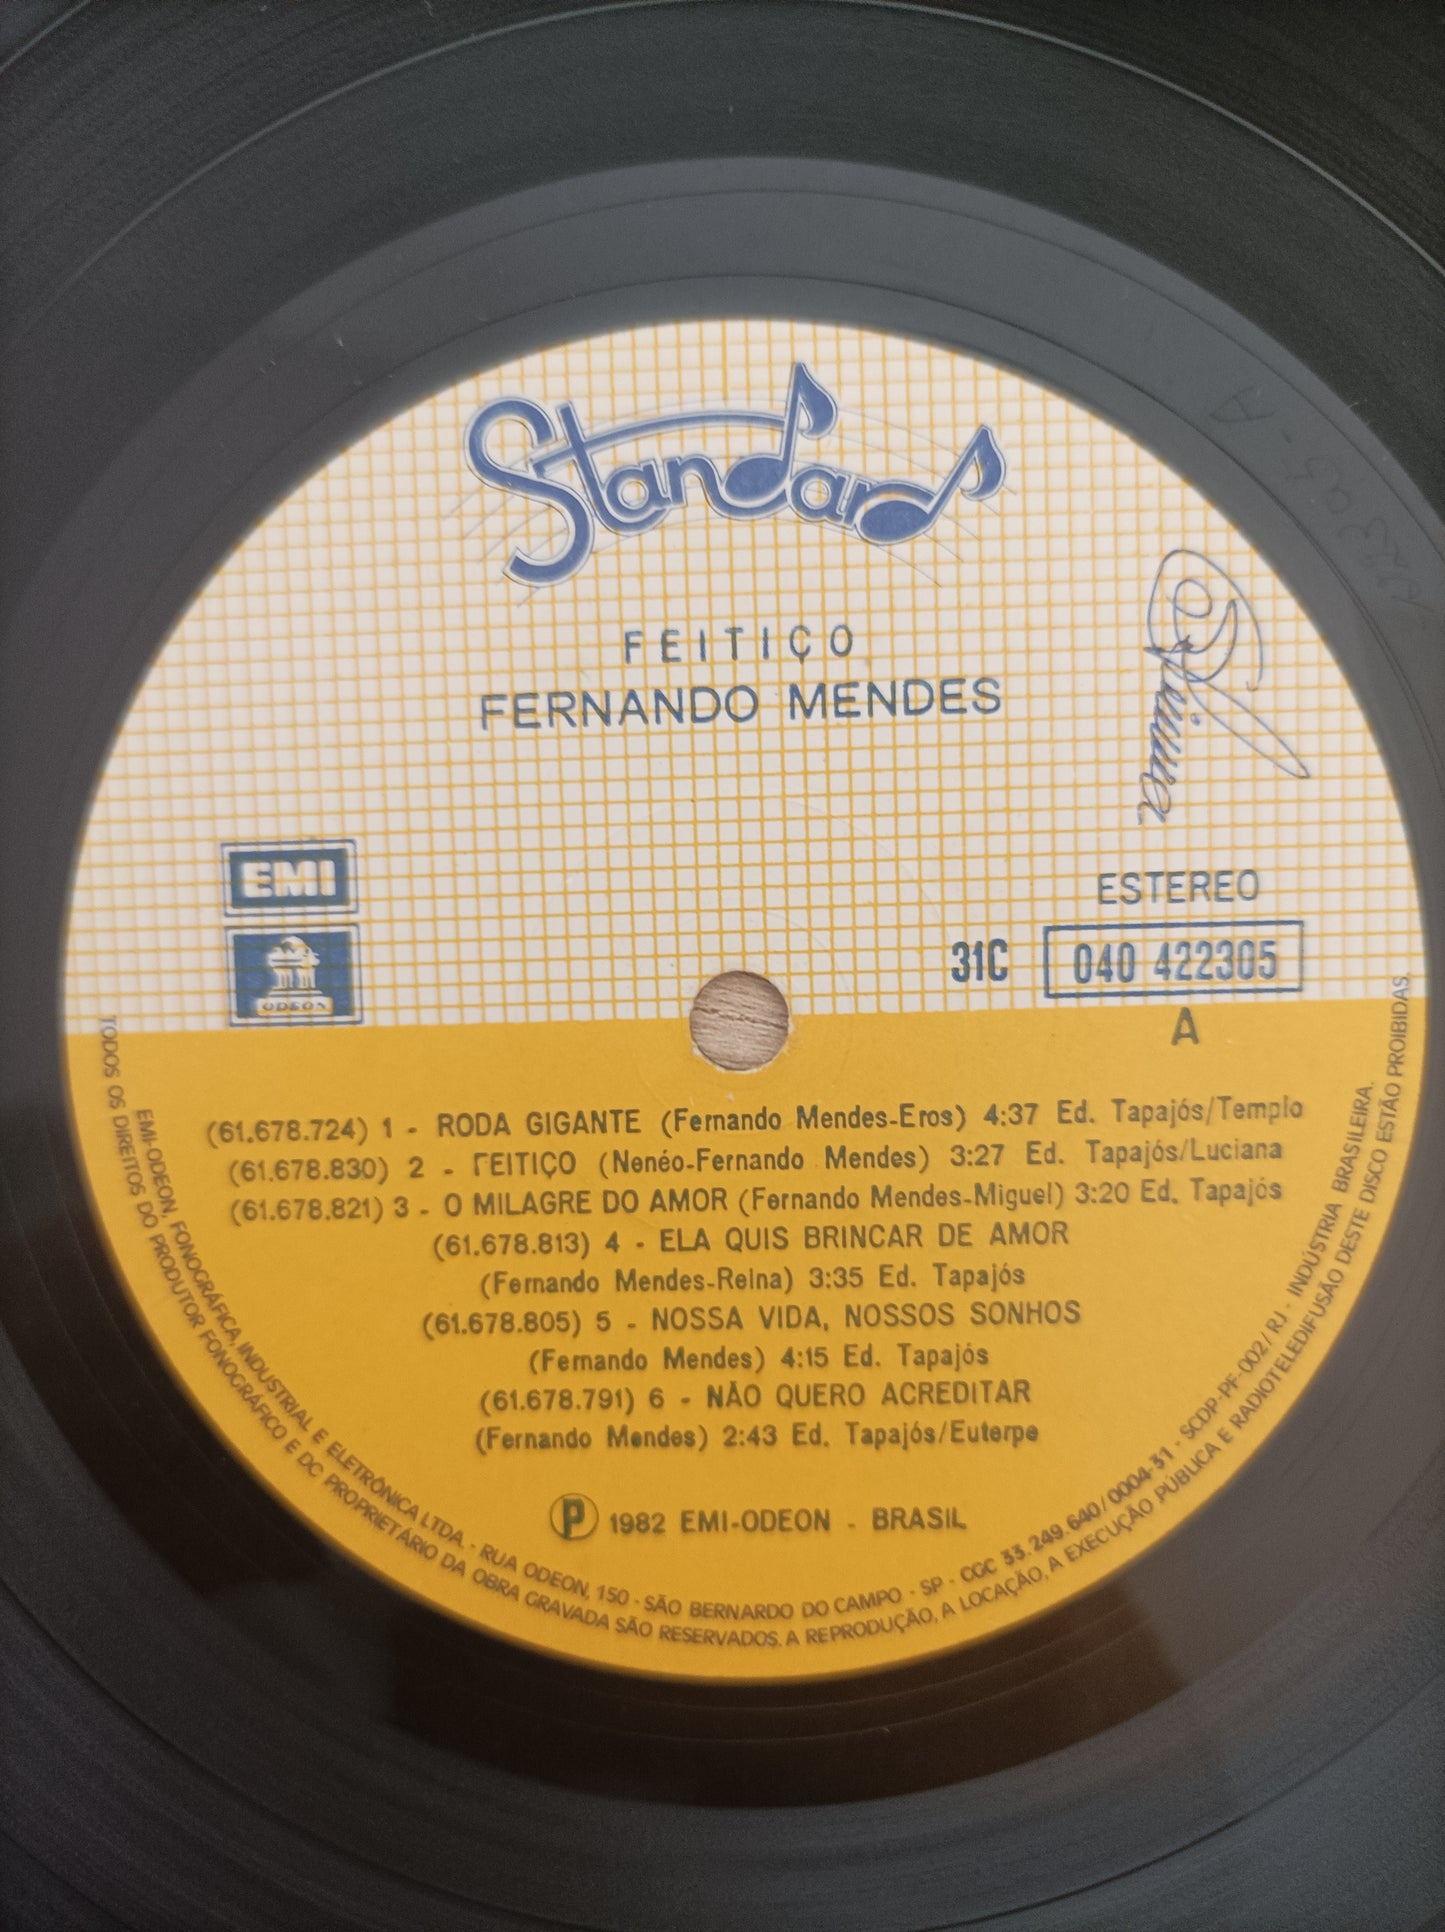 Standard
FEITIÇO
FERNANDO MENDES
EMI
ODEON
ESTEREO
31C 040 422305
A
(61.678.724) 1 - RODA GIGANTE (Fernando Mendes-Eros) 4:37 Ed. Tapajós/Templo
(61.678.830) 2 - FEITIÇO (Nenéo-Fernando Mendes) 3:27 Ed. Tapajós/Luciana
(61.678.821) 3 - O MILAGRE DO AMOR (Fernando Mendes-Miguel) 3:20 Ed. Tapajós
(61.678.813) 4 - ELA QUIS BRINCAR DE AMOR
(Fernando Mendes-Reina) 3:35 Ed. Tapajós
(61.678.805) 5 - NOSSA VIDA, NOSSOS SONHOS
(Fernando Mendes) 4:15 Ed. Tapajós
(61.678.791) 6 - NÃO QUERO ACREDITAR
(Fernando Mendes) 2:43 Ed. Tapajós/Euterpe
Ⓟ 1982 EMI-ODEON - BRASIL
EMI-ODEON, FONOGRÁFICA, INDUSTRIAL E ELETRÔNICA LTDA. - RUA ODEON, 150 - SÃO BERNARDO DO CAMPO - SP - CGC 33.249.640/0004-31 - SCDP-PF-002/RJ - INDÚSTRIA BRASILEIRA.
TODOS OS DIREITOS DO PRODUTOR FONOGRÁFICO E DO PROPRIETÁRIO DA OBRA GRAVADA SÃO RESERVADOS. A REPRODUÇÃO, A LOCAÇÃO, A EXECUÇÃO PÚBLICA E RADIOTELEDIFUSÃO DESTE DISCO ESTÃO PROIBIDAS.